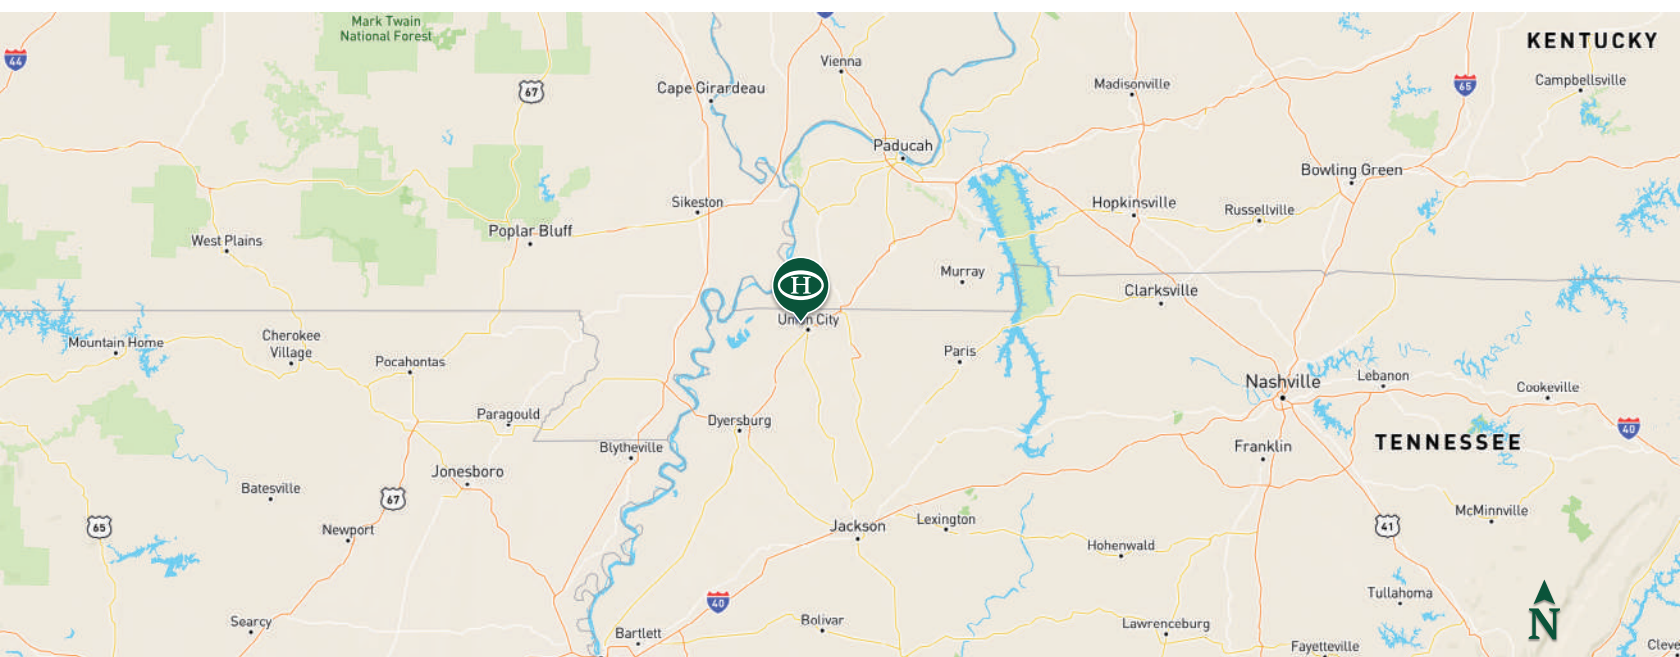 Mark Twain
National Forest
44
67
Vienna
Cape Girardeau
Madisonville
KENTUCKY
65
Campbellsville
Paducah
Bowling Green
Sikeston
Hopkinsville
Russellville
Poplar Bluff
West Plains
Murray
H
Clarksville
Union City
Mountain Home
Cherokee
Village
Pocahontas
Paris
Nashville
Lebanon
Cookeville
Paragould
Dyersburg
Blytheville
Franklin
TENNESSEE
40
Jonesboro
Batesville
67
65
Newport
Jackson
Lexington
McMinnville
41
Hohenwald
Tullahoma
40
Searcy
Bartlett
Bolivar
Lawrenceburg
Fayetteville
N
Cleve